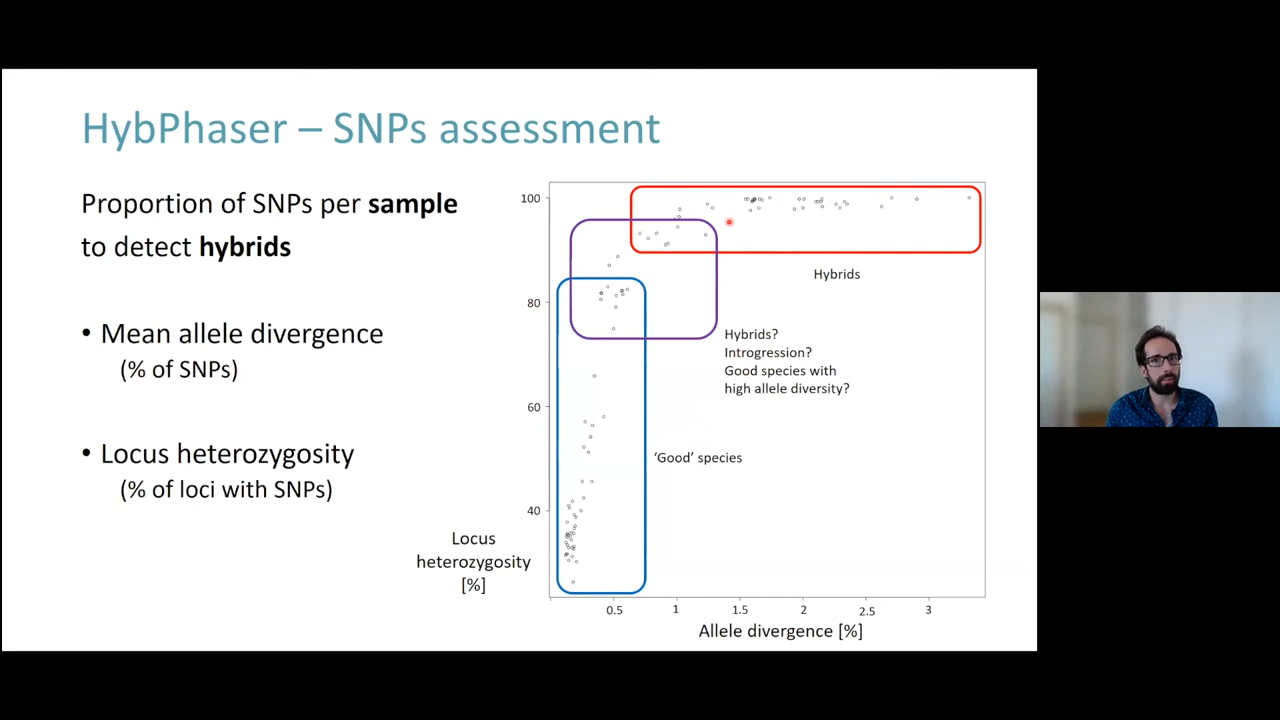 HybPhaser – SNPs assessment
Proportion of SNPs per sample
to detect hybrids
• Mean allele divergence
(% of SNPs)
• Locus heterozygosity
(% of loci with SNPs)
100
80
60
40
Hybrids
Hybrids?
Introgression?
Good species with
high allele diversity?
‘Good’ species
Locus
heterozygosity
[%]
0.5 1 1.5 2 2.5 3
Allele divergence [%]